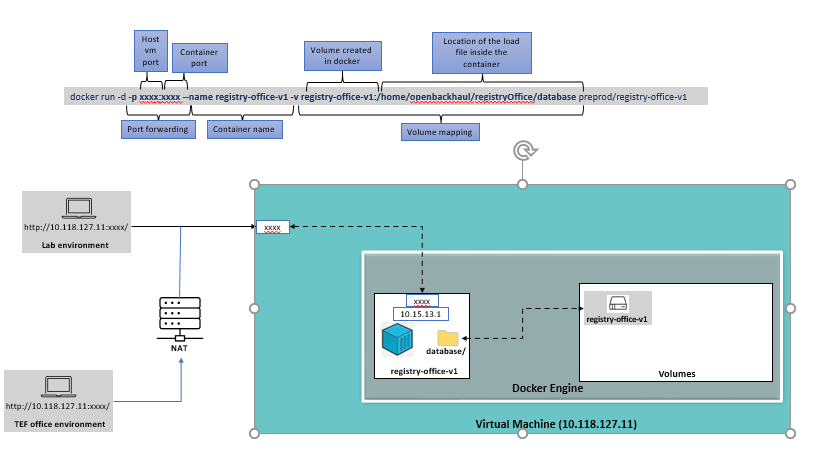 Host
vm
port
Container
port
Volume created
in docker
Location of the load
file inside the
container
docker run -d -p xxxx:xxxx --name registry-office-v1 -v registry-office-v1:/home/openbackhaul/registryOffice/database preprod/registry-office-v1
Port forwarding
Container name
Volume mapping
http://10.118.127.11:xxxx/
Lab environment
xxxx
xxxx
10.15.13.1
database/
registry-office-v1
registry-office-v1
Volumes
Docker Engine
Virtual Machine (10.118.127.11)
NAT
http://10.118.127.11:xxxx/
TEF office environment